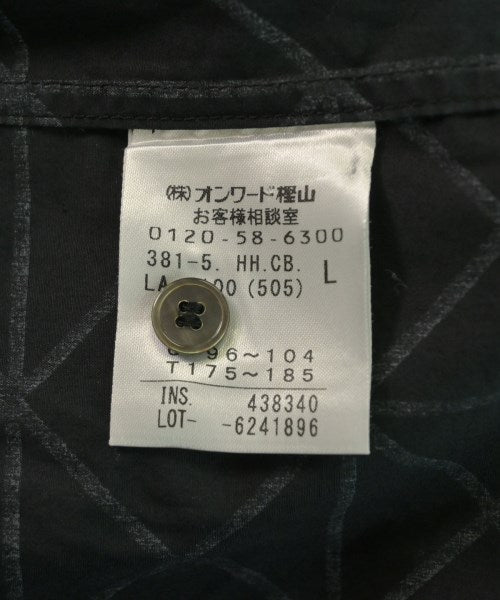 (株)オンワード樫山
お客様相談室
0120-58-6300
381-5. HH.CB. L
00 (505)
96～104
T175～185
INS. 438340
LOT- -6241896